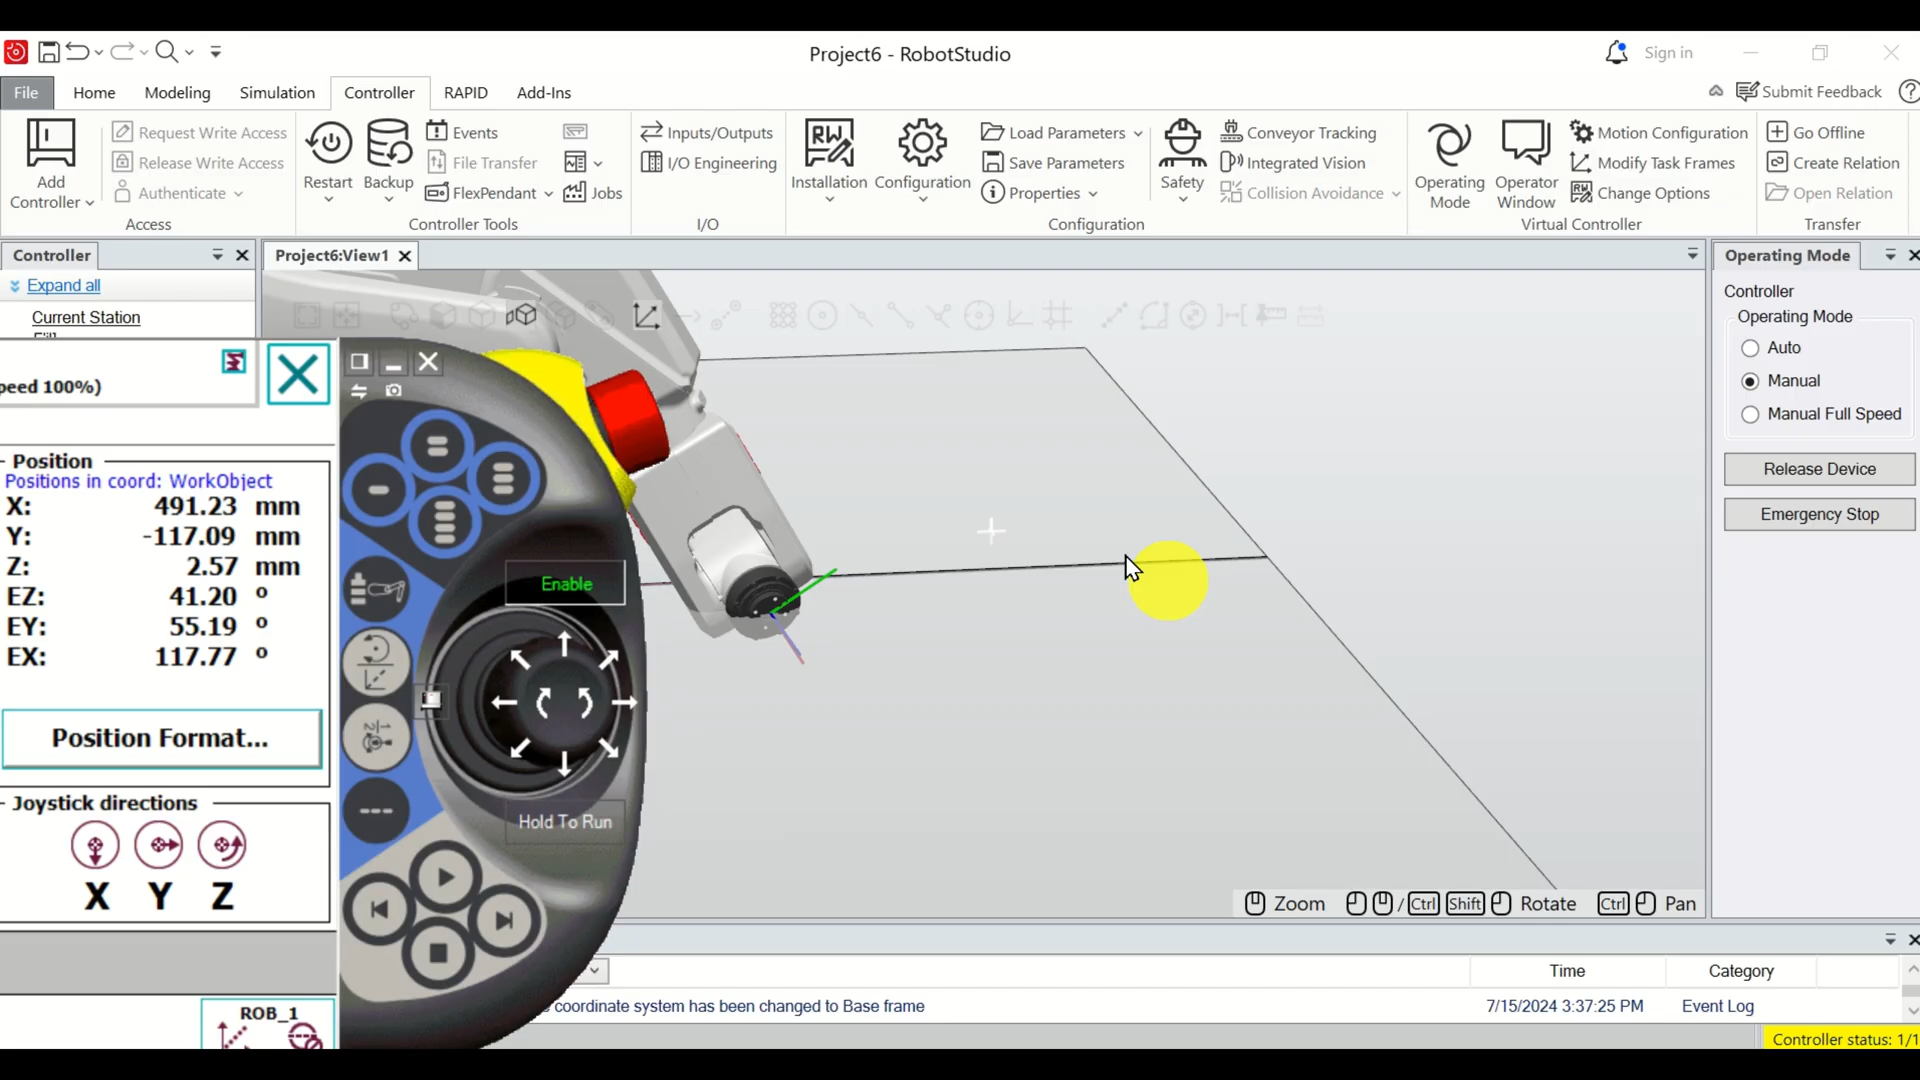 Project6 - RobotStudio
Sign in
File
Home
Modeling
Simulation
Controller
RAPID
Add-Ins
Submit Feedback
Add
Controller
Request Write Access
Release Write Access
Authenticate
Access
Restart
Backup
Events
File Transfer
FlexPendant
Jobs
Controller Tools
Inputs/Outputs
I/O Engineering
I/O
RW
Installation
Configuration
Load Parameters
Save Parameters
Properties
Safety
Conveyor Tracking
Integrated Vision
Collision Avoidance
Configuration
Operating
Mode
Operator
Window
Motion Configuration
Modify Task Frames
Change Options
Virtual Controller
Go Offline
Create Relation
Open Relation
Transfer
Controller
Expand all
Current Station
Project6:View1
Operating Mode
Controller
Operating Mode
Auto
Manual
Manual Full Speed
Release Device
Emergency Stop
peed 100%)
Position
Positions in coord: WorkObject
X: 491.23 mm
Y: -117.09 mm
Z: 2.57 mm
EZ: 41.20 °
EY: 55.19 °
EX: 117.77 °
Position Format...
Joystick directions
X Y Z
ROB_1
Enable
Hold To Run
Zoom
/ Ctrl Shift Rotate
Ctrl Pan
Time
Category
coordinate system has been changed to Base frame
7/15/2024 3:37:25 PM
Event Log
Controller status: 1/1